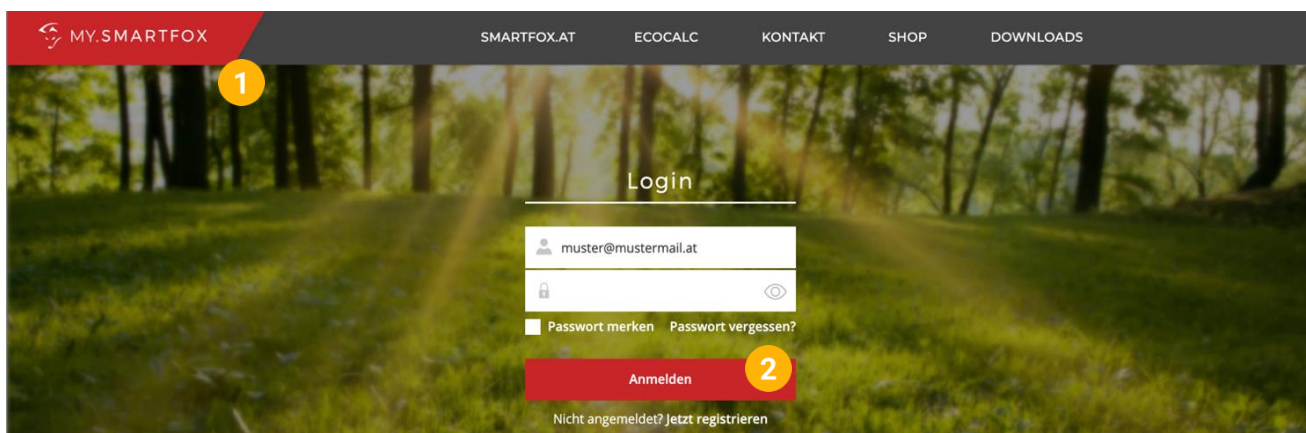 MY.SMARTFOX
SMARTFOX.AT ECOCALC KONTAKT SHOP DOWNLOADS
1
Login
muster@mustermail.at
Passwort merken Passwort vergessen?
Anmelden
2
Nicht angemeldet? Jetzt registrieren